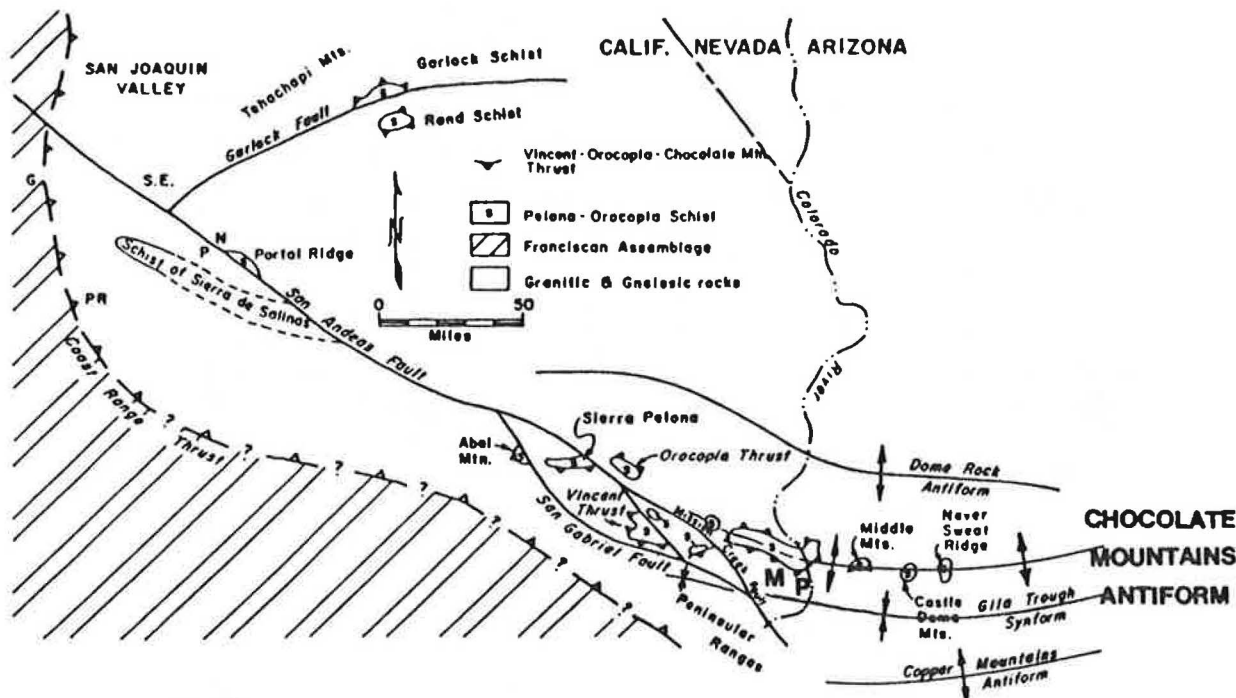 CALIF. NEVADA ARIZONA
SAN JOAQUIN
VALLEY
Tehachapi Mts.
Garlock Schist
Garlock Fault
Rand Schist
S
S
Vincent-Orocopia-Chocolate Mtn.
Thrust
S
Pelona-Orocopia Schist
Franciscan Assemblage
Granitic & Gneissic rocks
N
0
50
Miles
G
S.E.
N
P
S
Portal Ridge
Schist of Sierra de Salinas
San Andeas Fault
PR
Coast
Range
Thrust
?
?
?
?
?
?
?
Colorado
River
Sierra Pelona
Abel
Mtn.
S
S
S
Orocopia Thrust
Vincent
Thrust
S
S
S
S
S
San Gabriel Fault
Mission
Creek
Peninsular
Ranges
M P
Dome Rock
Antiform
Middle
Mts.
Never
Sweat
Ridge
S
S
Castle
Dome
Mts.
Gila Trough
Synform
Copper Mountains
Antiform
CHOCOLATE
MOUNTAINS
ANTIFORM